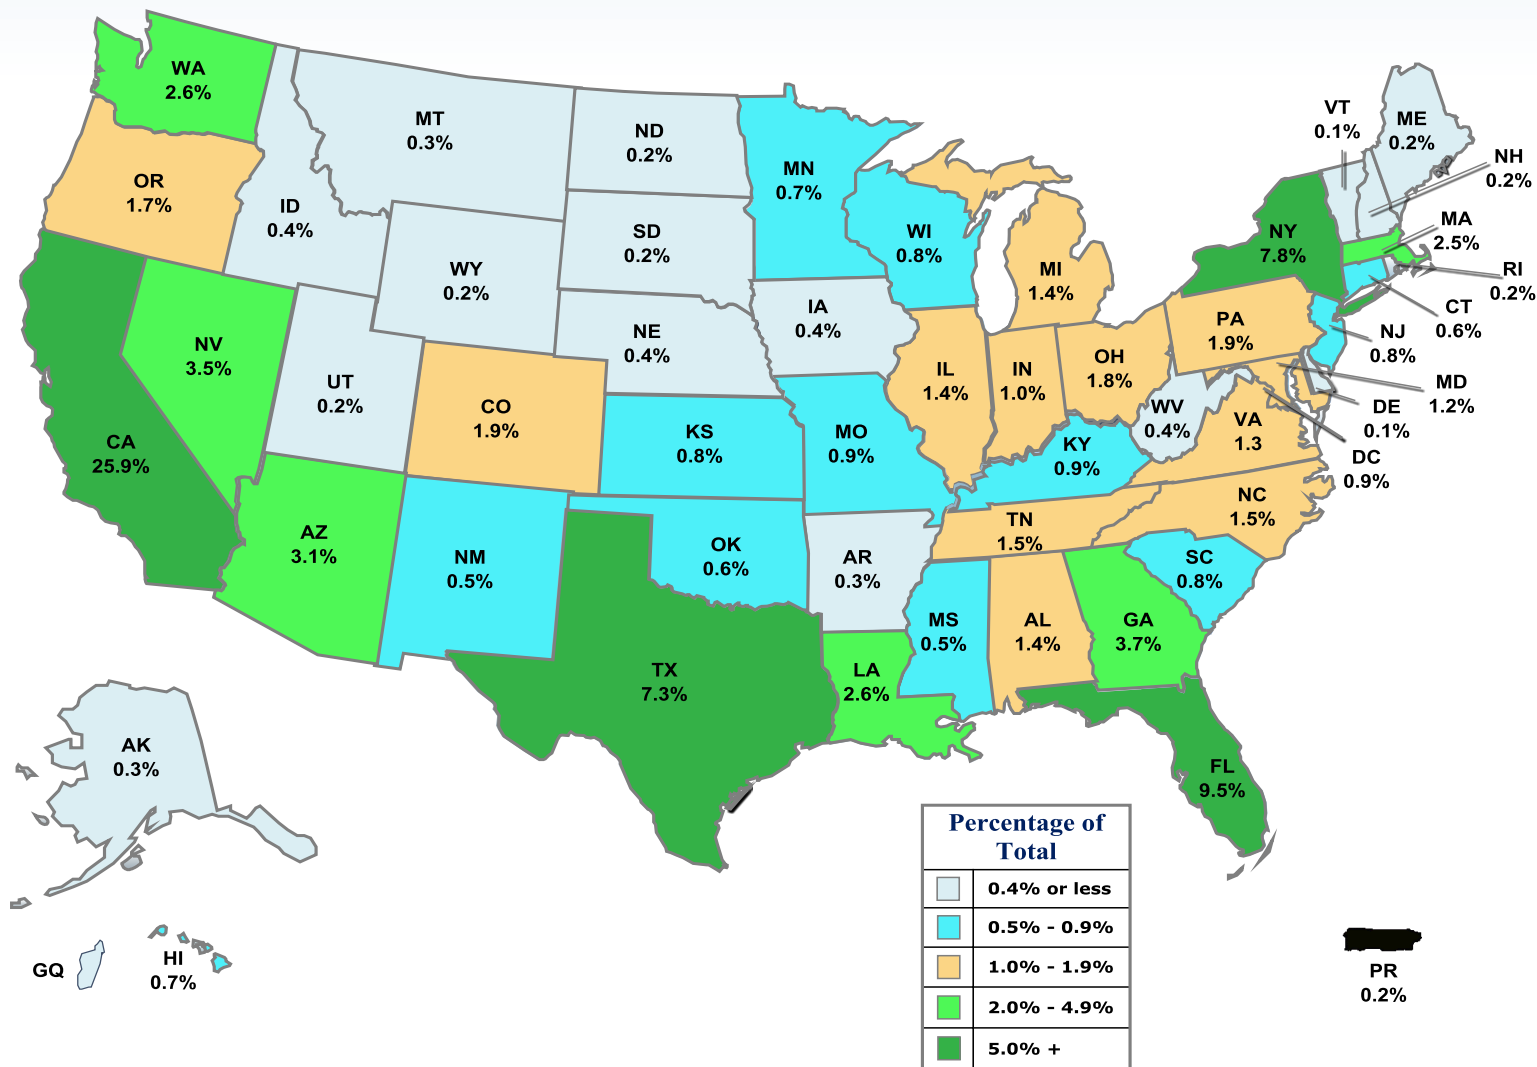 WA
2.6%
MT
0.3%
ND
0.2%
MN
0.7%
VT
0.1%
ME
0.2%
NH
0.2%
OR
1.7%
ID
0.4%
SD
0.2%
WI
0.8%
NY
7.8%
MA
2.5%
WY
0.2%
MI
1.4%
RI
0.2%
IA
0.4%
CT
0.6%
NV
3.5%
NE
0.4%
PA
1.9%
NJ
0.8%
UT
0.2%
CO
1.9%
IL
1.4%
IN
1.0%
OH
1.8%
MD
1.2%
WV
0.4%
VA
1.3
DE
0.1%
CA
25.9%
KS
0.8%
MO
0.9%
KY
0.9%
DC
0.9%
AZ
3.1%
NM
0.5%
OK
0.6%
AR
0.3%
TN
1.5%
NC
1.5%
SC
0.8%
MS
0.5%
AL
1.4%
GA
3.7%
TX
7.3%
LA
2.6%
AK
0.3%
FL
9.5%
GQ
HI
0.7%
PR
0.2%
Percentage of
Total
0.4% or less
0.5% - 0.9%
1.0% - 1.9%
2.0% - 4.9%
5.0% +